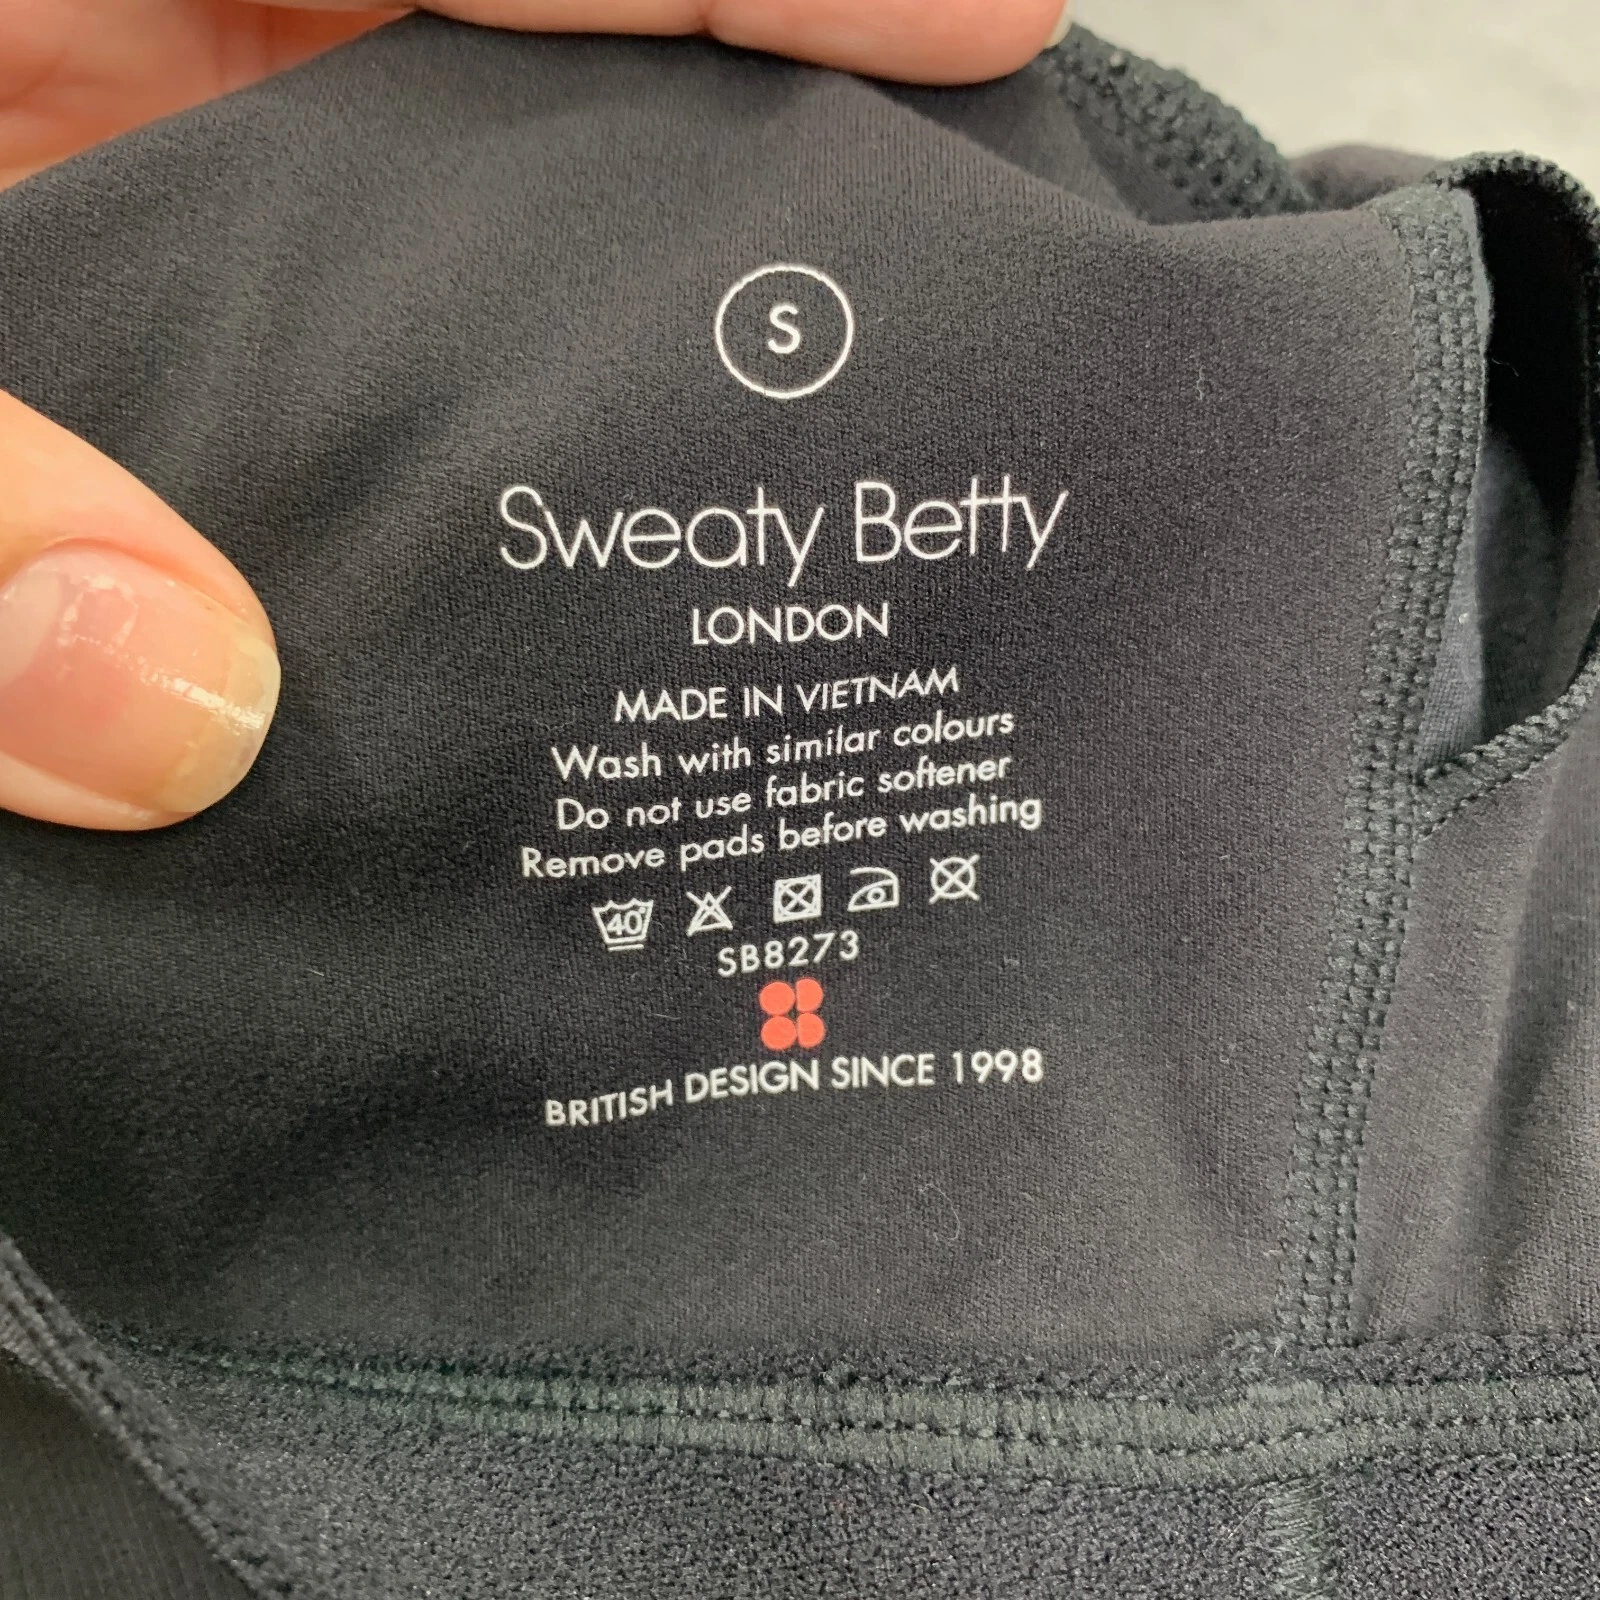 S
Sweaty Betty
LONDON
MADE IN VIETNAM
Wash with similar colours
Do not use fabric softener
Remove pads before washing
40°
SB8273
BRITISH DESIGN SINCE 1998